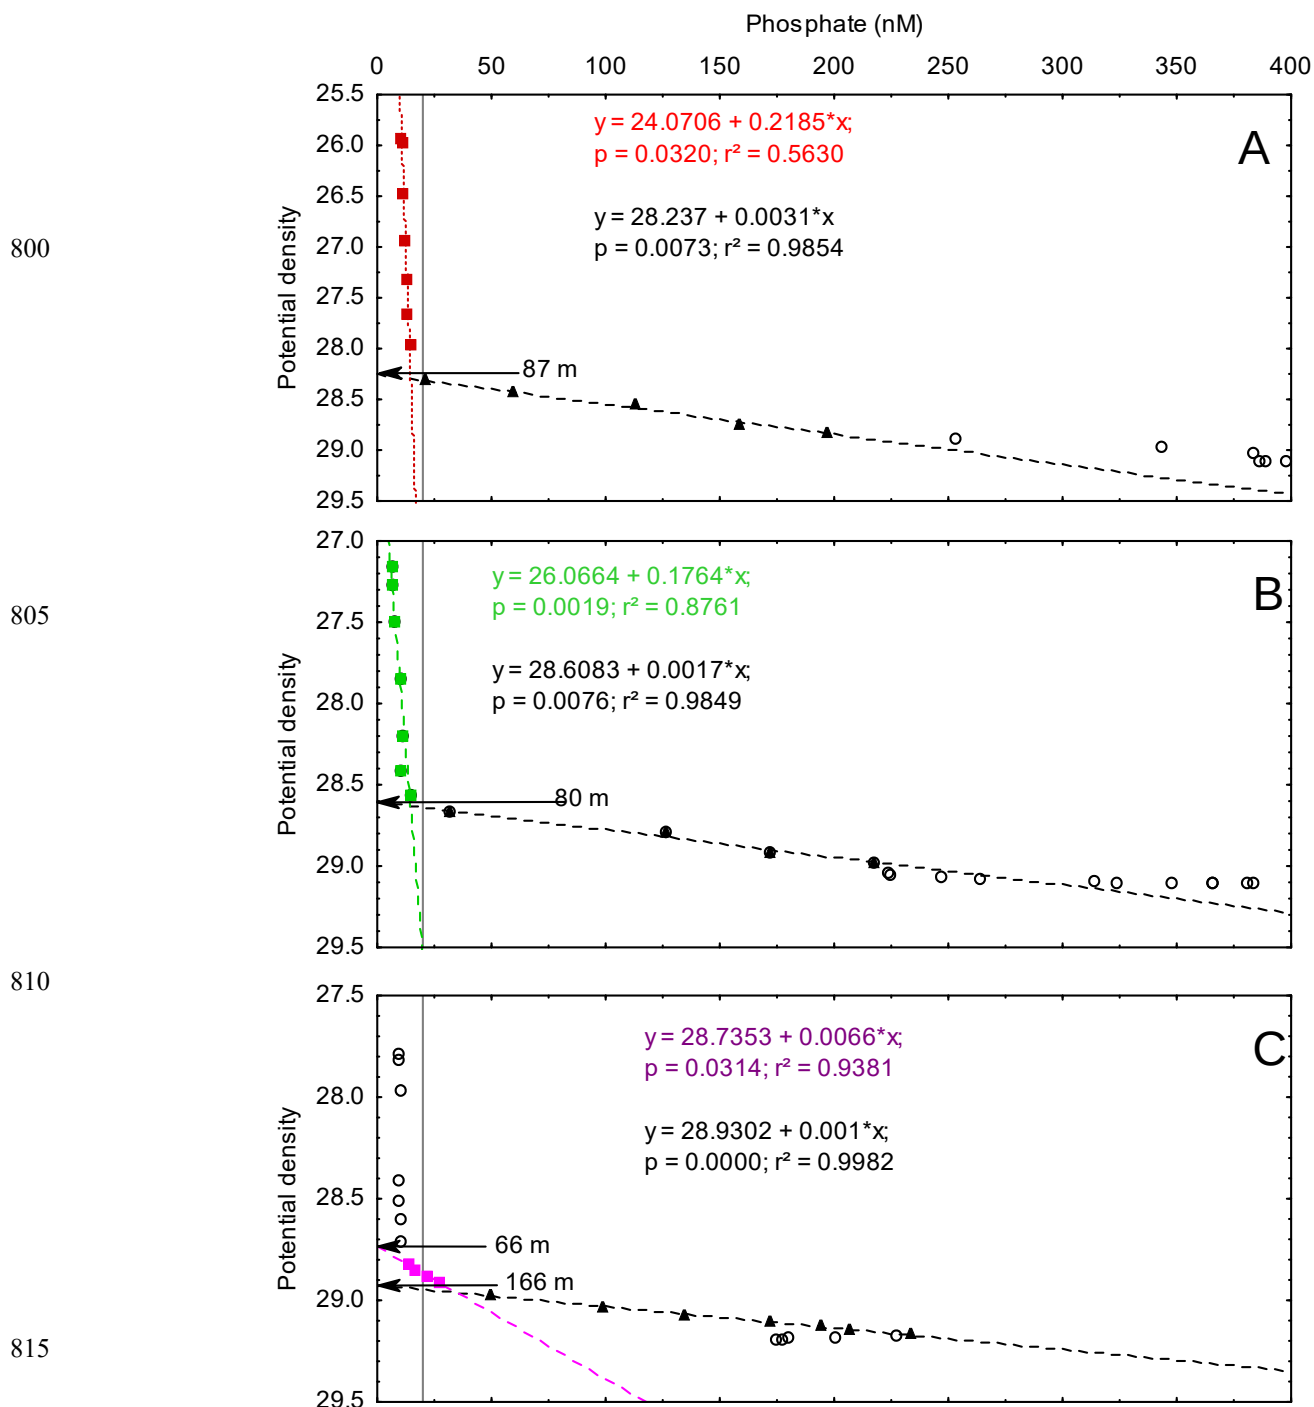 Phosphate (nM)
0 50 100 150 200 250 300 350 400
25.5
26.0
26.5
27.0
27.5
28.0
28.5
29.0
29.5
Potential density
y = 24.0706 + 0.2185*x;
p = 0.0320; r² = 0.5630
y = 28.237 + 0.0031*x
p = 0.0073; r² = 0.9854
A
87 m
800
27.0
27.5
28.0
28.5
29.0
29.5
Potential density
y = 26.0664 + 0.1764*x;
p = 0.0019; r² = 0.8761
y = 28.6083 + 0.0017*x;
p = 0.0076; r² = 0.9849
B
80 m
805
810
27.5
28.0
28.5
29.0
29.5
Potential density
y = 28.7353 + 0.0066*x;
p = 0.0314; r² = 0.9381
y = 28.9302 + 0.001*x;
p = 0.0000; r² = 0.9982
C
66 m
166 m
815